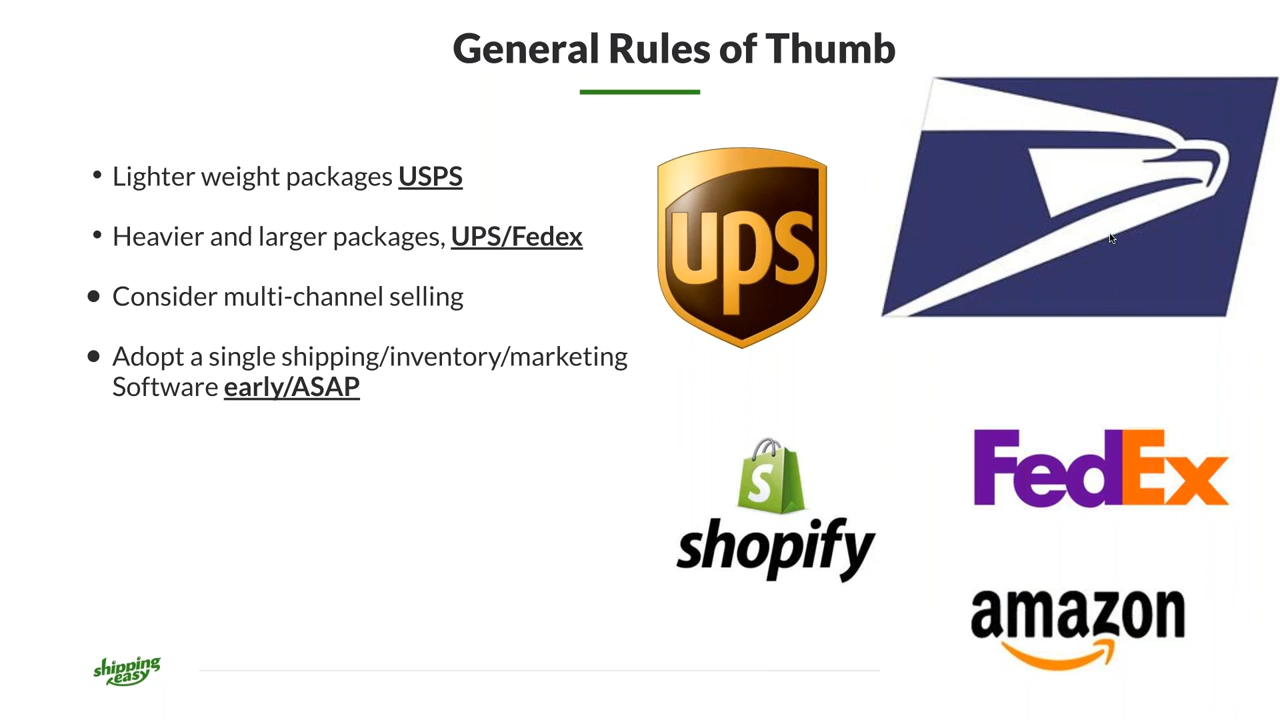 General Rules of Thumb
• Lighter weight packages USPS
• Heavier and larger packages, UPS/Fedex
• Consider multi-channel selling
• Adopt a single shipping/inventory/marketing
Software early/ASAP
ups
S
shopify
FedEx
amazon
shipping
easy